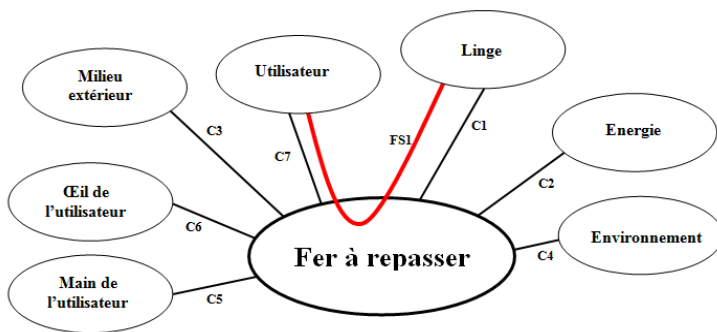 Linge
Utilisateur
Milieu
extérieur
C3
C7
FS1
C1
Energie
C2
Œil de
l'utilisateur
C6
Environnement
C4
Fer à repasser
Main de
l'utilisateur
C5